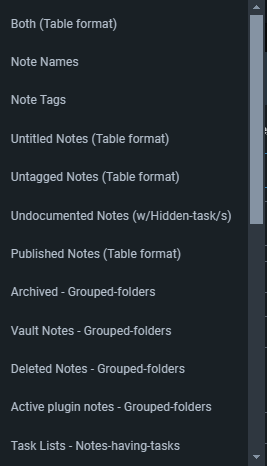 Both (Table format)
Note Names
Note Tags
Untitled Notes (Table format)
Untagged Notes (Table format)
Undocumented Notes (w/Hidden-task/s)
Published Notes (Table format)
Archived - Grouped-folders
Vault Notes - Grouped-folders
Deleted Notes - Grouped-folders
Active plugin notes - Grouped-folders
Task Lists - Notes-having-tasks